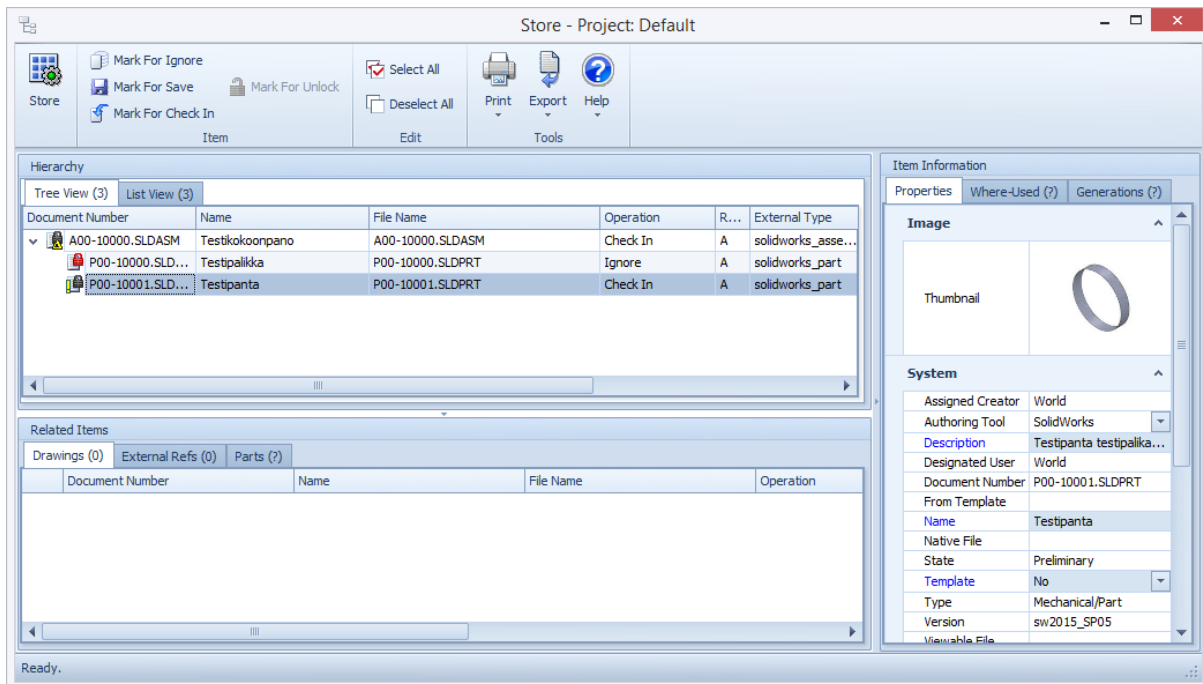 Store - Project: Default
Store
Mark For Ignore
Mark For Save
Mark For Unlock
Mark For Check In
Item
Select All
Deselect All
Edit
Print
Export
Help
Tools
Hierarchy
Tree View (3)
List View (3)
Document Number Name File Name Operation R... External Type
A00-10000.SLDASM Testikokoonpano A00-10000.SLDASM Check In A solidworks_asse...
P00-10000.SLD... Testipalikka P00-10000.SLDPRT Ignore A solidworks_part
P00-10001.SLD... Testipanta P00-10001.SLDPRT Check In A solidworks_part
Related Items
Drawings (0)
External Refs (0)
Parts (?)
Document Number Name File Name Operation
Item Information
Properties
Where-Used (?)
Generations (?)
Image
Thumbnail
System
Assigned Creator World
Authoring Tool SolidWorks
Description Testipanta testipalika...
Designated User World
Document Number P00-10001.SLDPRT
From Template
Name Testipanta
Native File
State Preliminary
Template No
Type Mechanical/Part
Version sw2015_SP05
Viewable File
Ready.